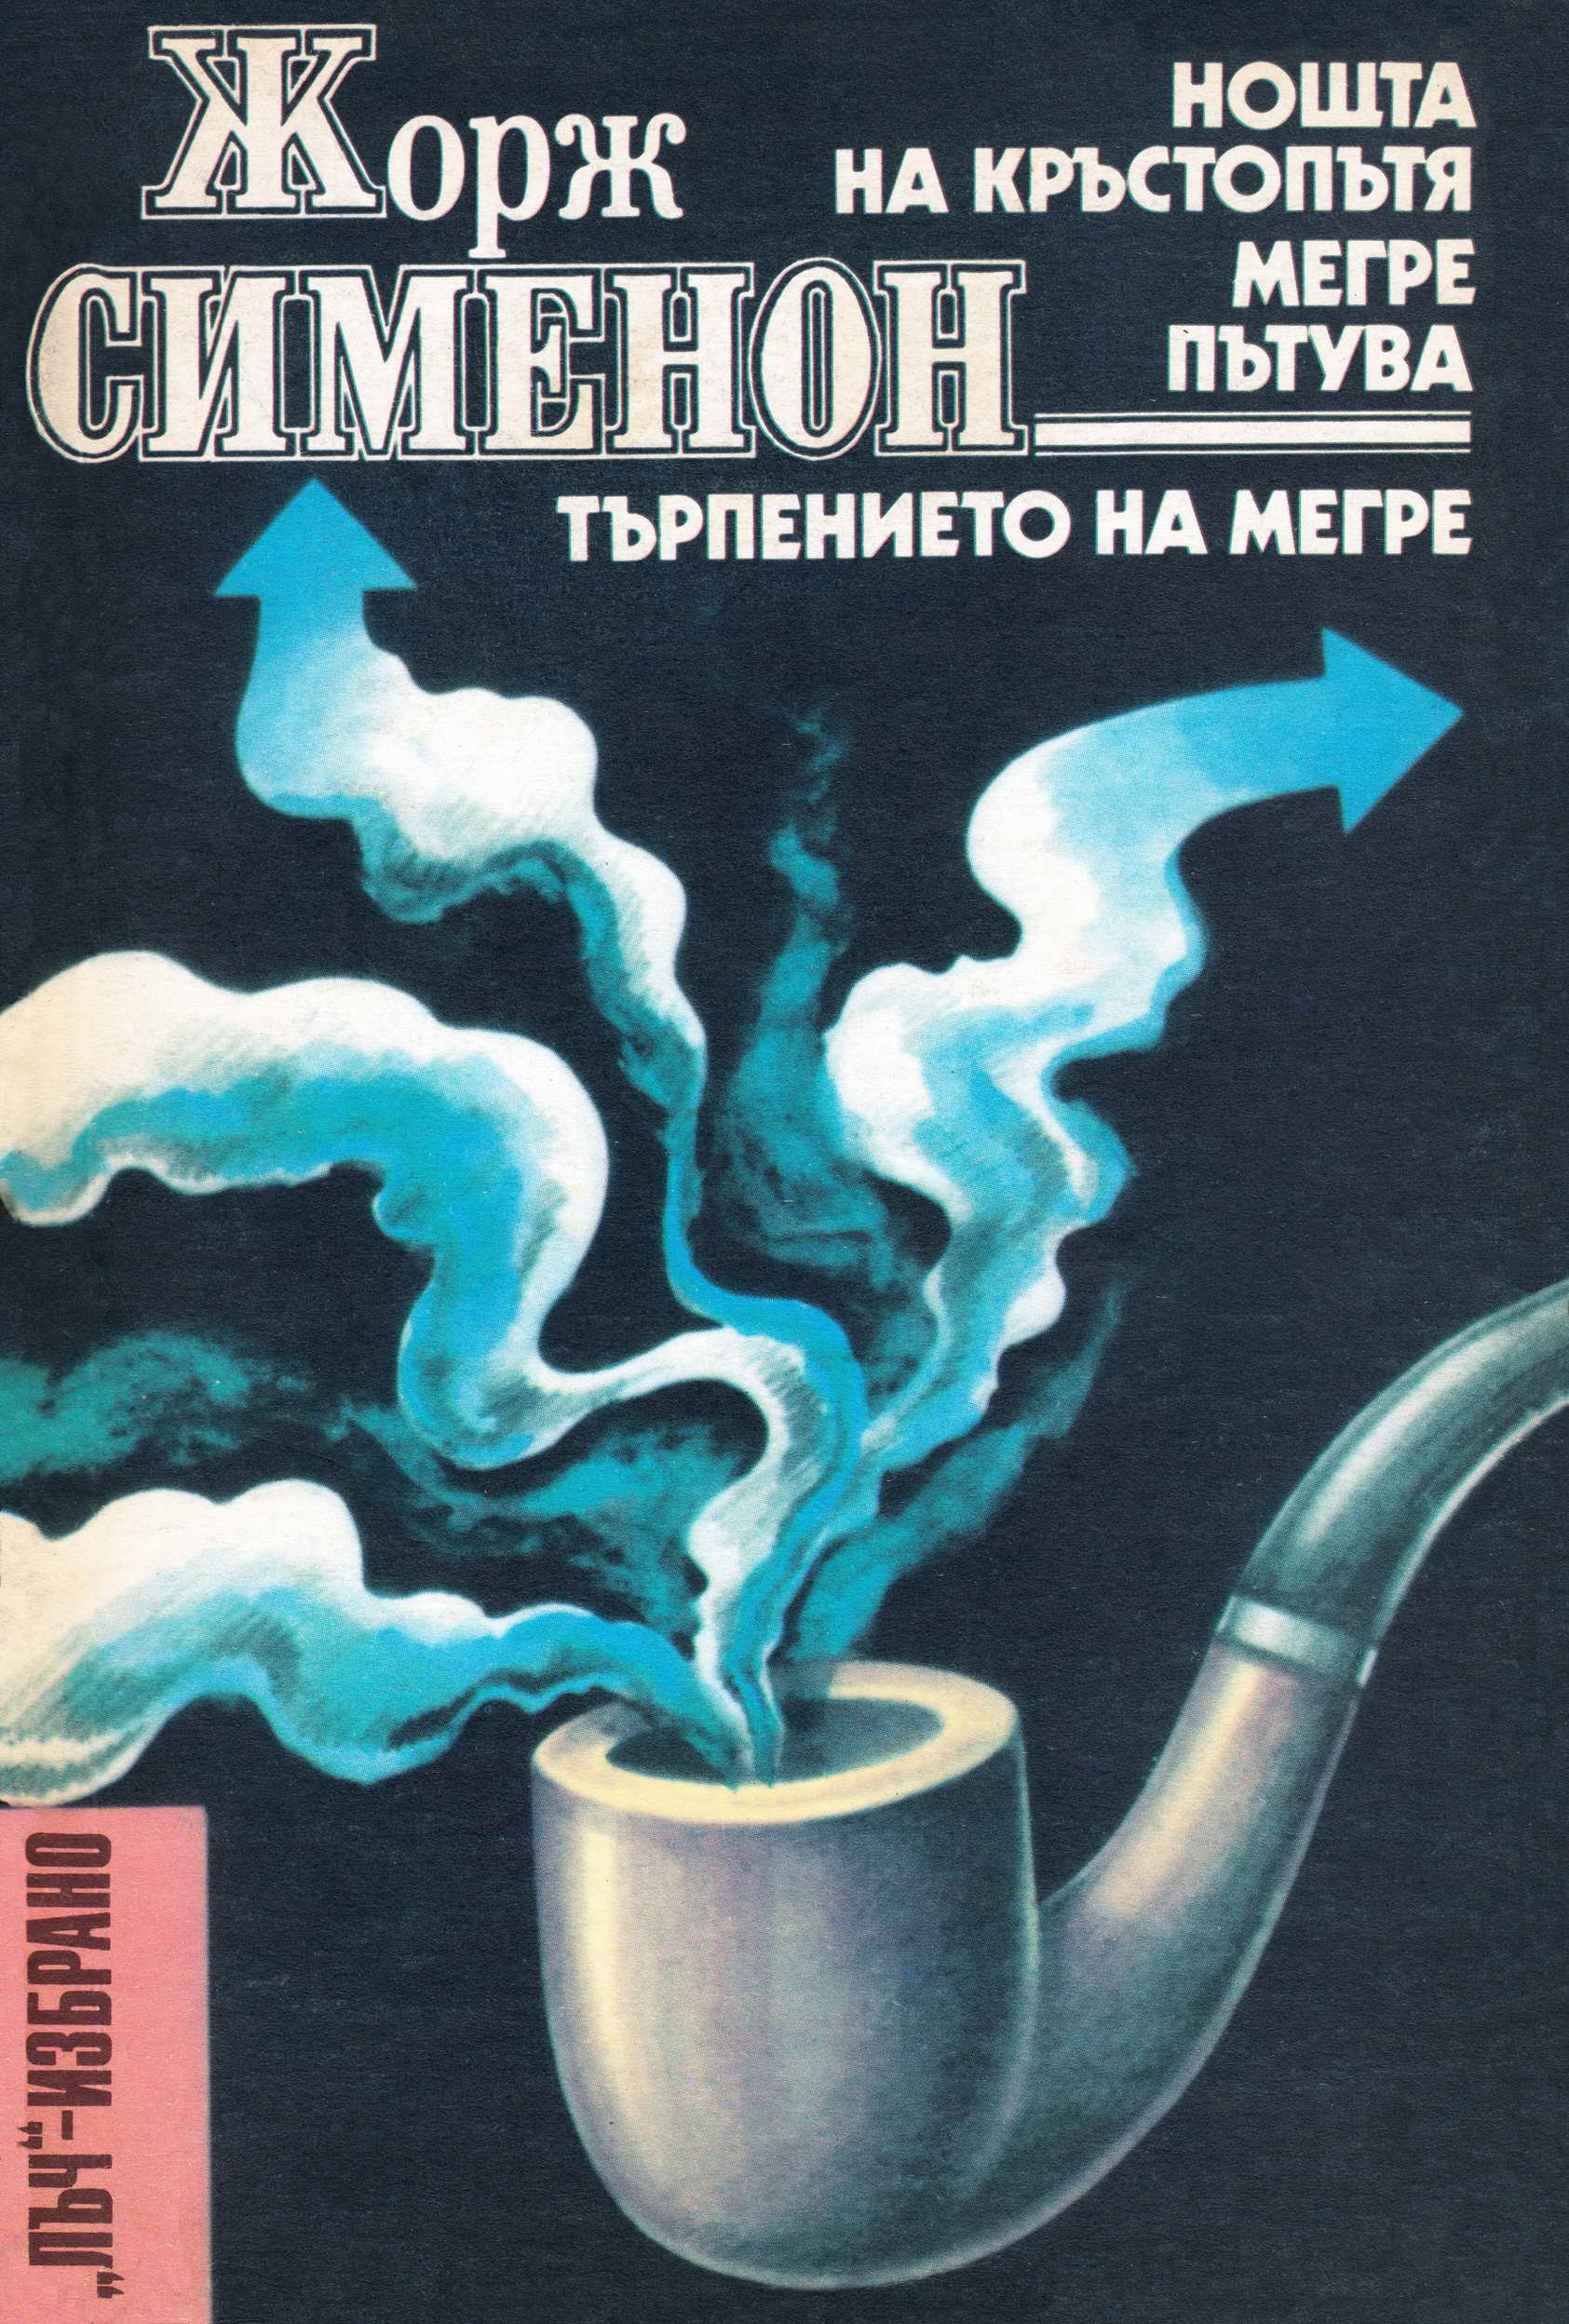 Жорж
СИМЕНОН
НОЩТА
НА КРЪСТОПЪТЯ
МЕГРЕ
ПЪТУВА
ТЪРПЕНИЕТО НА МЕГРЕ
„ЛЪЧ“-ИЗБРАНО